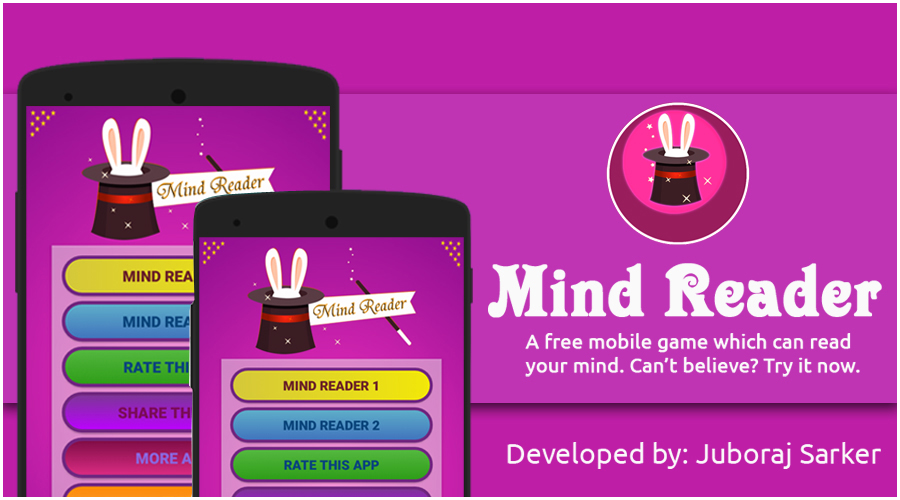 Mind Reader
MIND REA
MIND REA
RATE THI
SHARE TH
MORE A
Mind Reader
MIND READER 1
MIND READER 2
RATE THIS APP
Mind Reader
A free mobile game which can read
your mind. Can't believe? Try it now.
Developed by: Juboraj Sarker